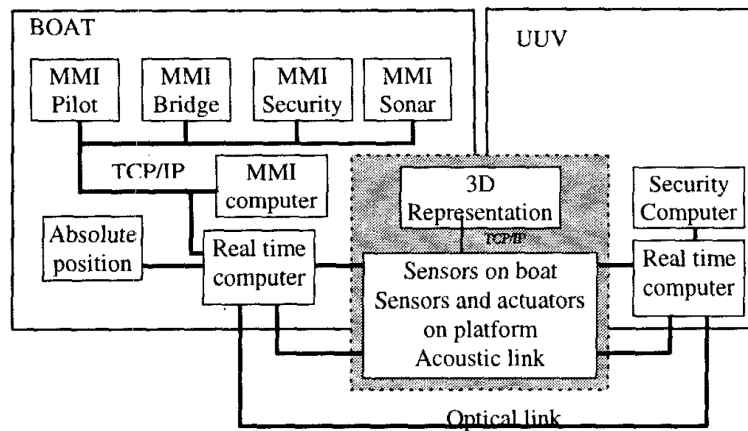 BOAT
UUV
MMI
Pilot
MMI
Bridge
MMI
Security
MMI
Sonar
TCP/IP
MMI
computer
3D
Representation
Security
Computer
Absolute
position
Real time
computer
TCP/IP
Sensors on boat
Sensors and actuators
on platform
Acoustic link
Real time
computer
Optical link